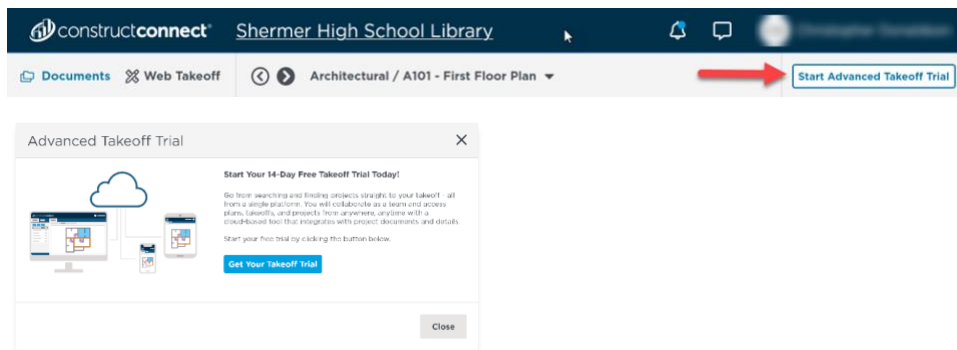 constructconnect
Shermer High School Library
Documents
Web Takeoff
Architectural / A101 - First Floor Plan
Start Advanced Takeoff Trial
Advanced Takeoff Trial
Start Your 14-Day Free Takeoff Trial Today!
Go from searching and finding projects straight to your takeoff - all
from a single platform. You will collaborate as a team and access
plans, takeoffs, and projects from anywhere, anytime with a
cloud-based tool that integrates with project documents and details.
Start your free trial by clicking the button below.
Get Your Takeoff Trial
Close